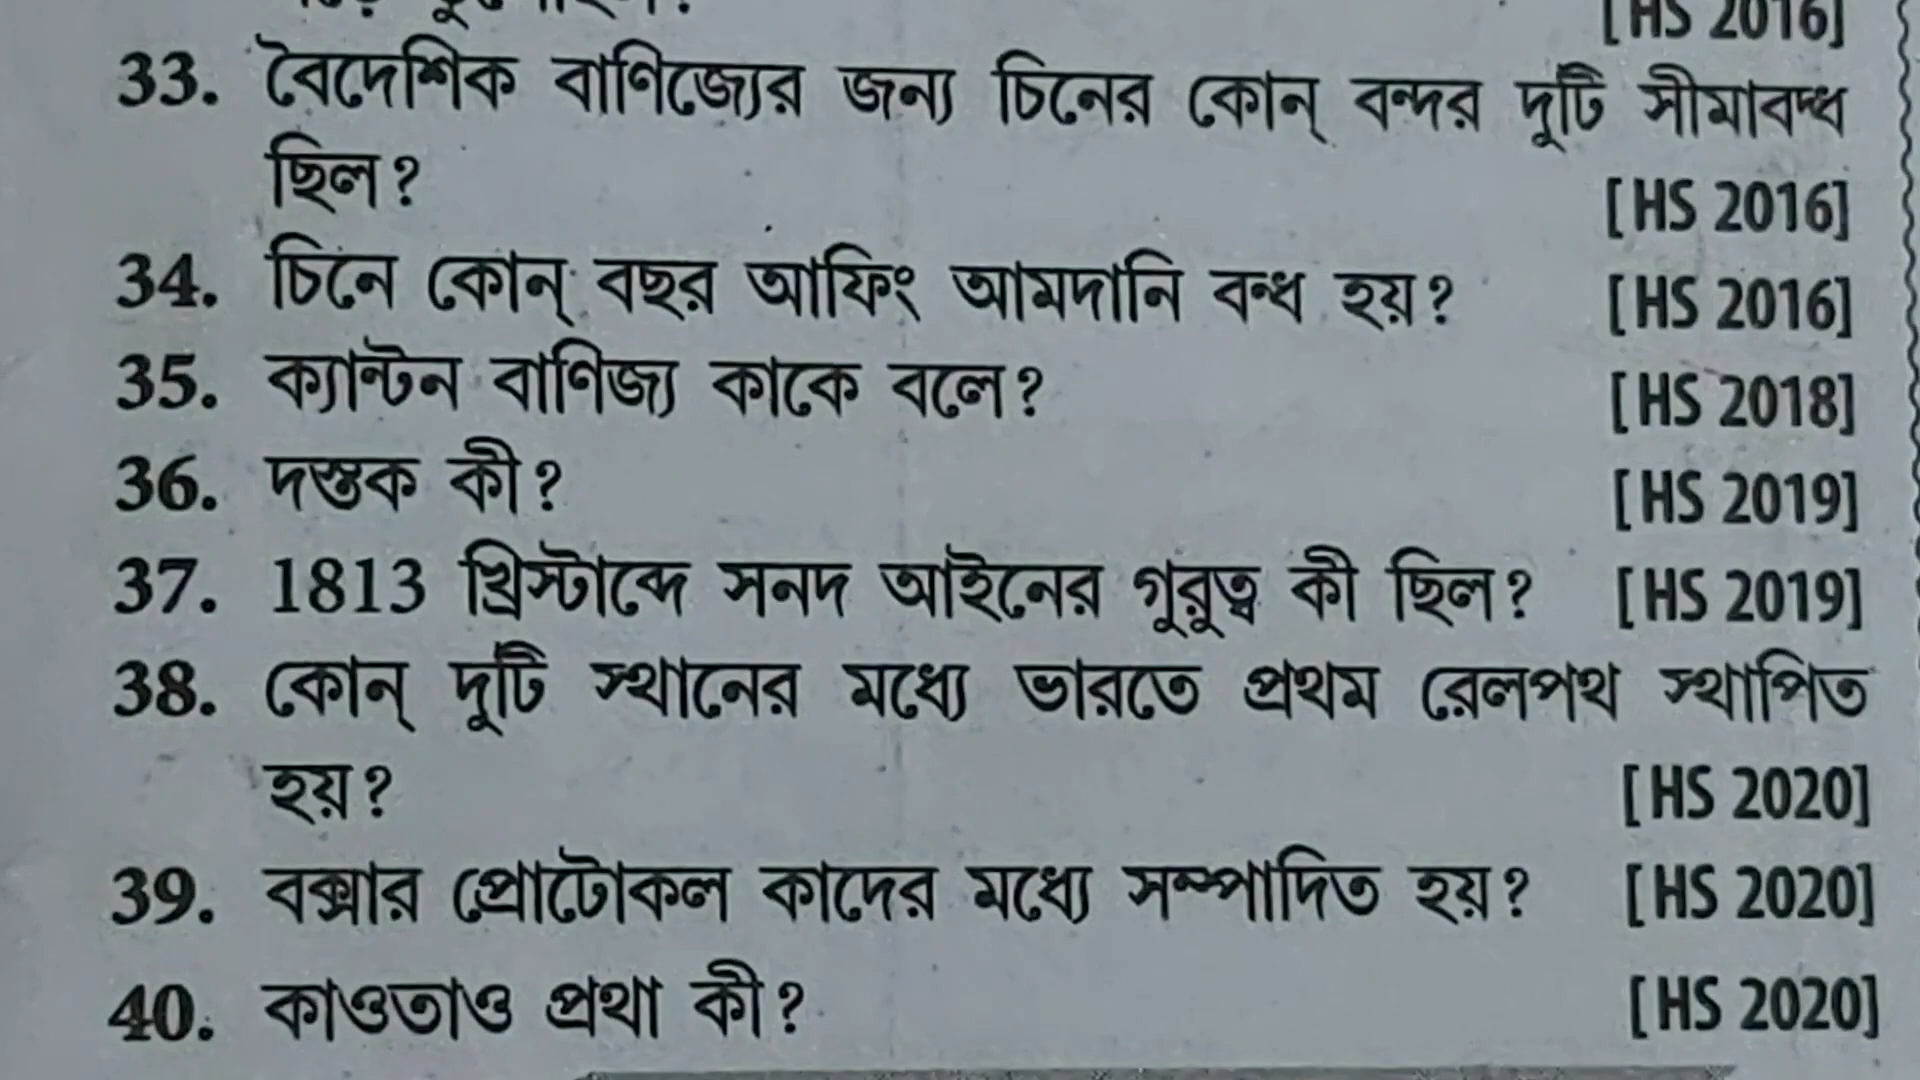 [HS 2016]
33. বৈদেশিক বাণিজ্যের জন্য চিনের কোন্ বন্দর দুটি সীমাবদ্ধ
ছিল?
[HS 2016]
34. চিনে কোন্ বছর আফিং আমদানি বন্ধ হয়? [HS 2016]
35. ক্যান্টন বাণিজ্য কাকে বলে? [HS 2018]
36. দস্তক কী? [HS 2019]
37. 1813 খ্রিস্টাব্দে সনদ আইনের গুরুত্ব কী ছিল? [HS 2019]
38. কোন্ দুটি স্থানের মধ্যে ভারতে প্রথম রেলপথ স্থাপিত
হয়? [HS 2020]
39. বক্সার প্রোটোকল কাদের মধ্যে সম্পাদিত হয়? [HS 2020]
40. কাওতাও প্রথা কী? [HS 2020]